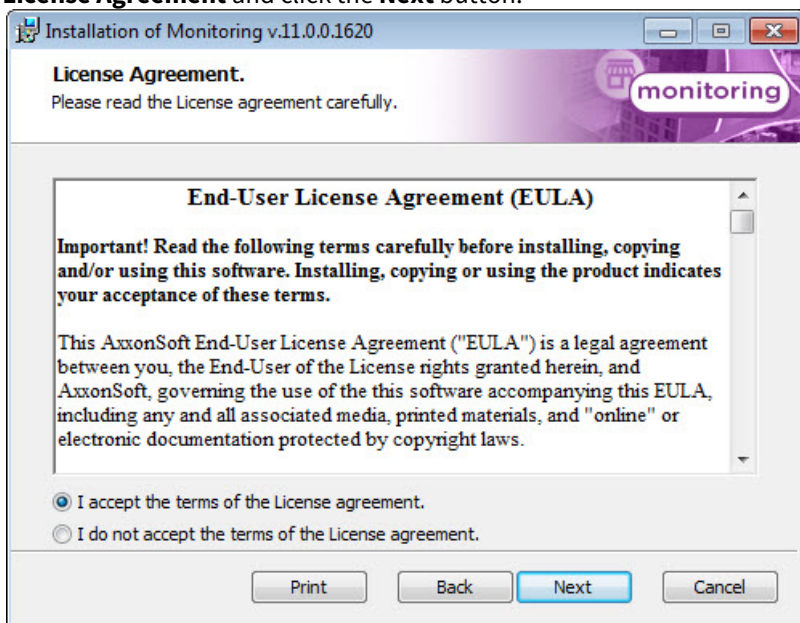 License Agreement and click the Next button.
Installation of Monitoring v.11.0.0.1620
License Agreement.
Please read the License agreement carefully.
monitoring
End-User License Agreement (EULA)
Important! Read the following terms carefully before installing, copying
and/or using this software. Installing, copying or using the product indicates
your acceptance of these terms.
This AxxonSoft End-User License Agreement ("EULA") is a legal agreement
between you, the End-User of the License rights granted herein, and
AxxonSoft, governing the use of the this software accompanying this EULA,
including any and all associated media, printed materials, and "online" or
electronic documentation protected by copyright laws.
I accept the terms of the License agreement.
I do not accept the terms of the License agreement.
Print
Back
Next
Cancel